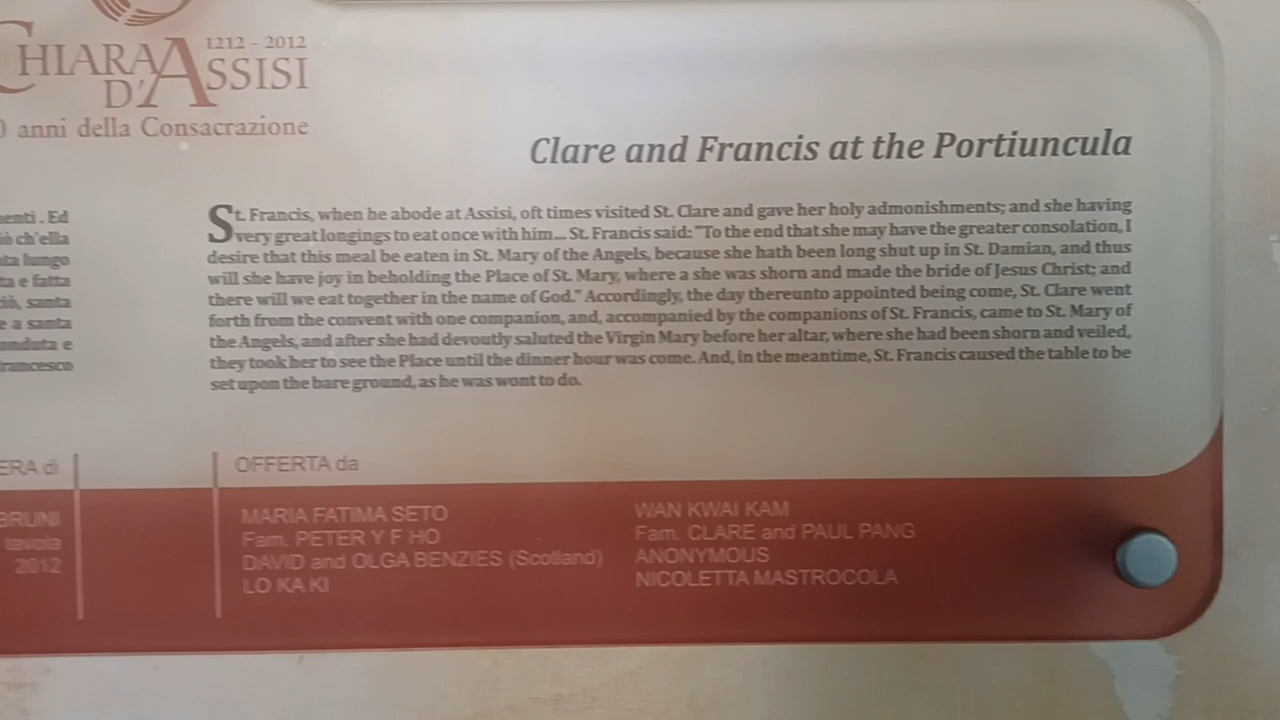 CHIARA D'ASSISI
1212 - 2012
anni della Consacrazione
Clare and Francis at the Portiuncula
St. Francis, when he abode at Assisi, oft times visited St. Clare and gave her holy admonishments; and she having
very great longings to eat once with him... St. Francis said: "To the end that she may have the greater consolation, I
desire that this meal be eaten in St. Mary of the Angels, because she hath been long shut up in St. Damian, and thus
will she have joy in beholding the Place of St. Mary, where a she was shorn and made the bride of Jesus Christ; and
there will we eat together in the name of God." Accordingly, the day thereunto appointed being come, St. Clare went
forth from the convent with one companion, and, accompanied by the companions of St. Francis, came to St. Mary of
the Angels, and after she had devoutly saluted the Virgin Mary before her altar, where she had been shorn and veiled,
they took her to see the Place until the dinner hour was come. And, in the meantime, St. Francis caused the table to be
set upon the bare ground, as he was wont to do.
. Ed
ch'ella
lungo
e fatta
santa
e a santa
e
di
BRUNI
tavola
2012
OFFERTA da
MARIA FATIMA SETO
Fam. PETER Y F HO
DAVID and OLGA BENZIES (Scotland)
LO KA KI
WAN KWAI KAM
Fam. CLARE and PAUL PANG
ANONYMOUS
NICOLETTA MASTROCOLA